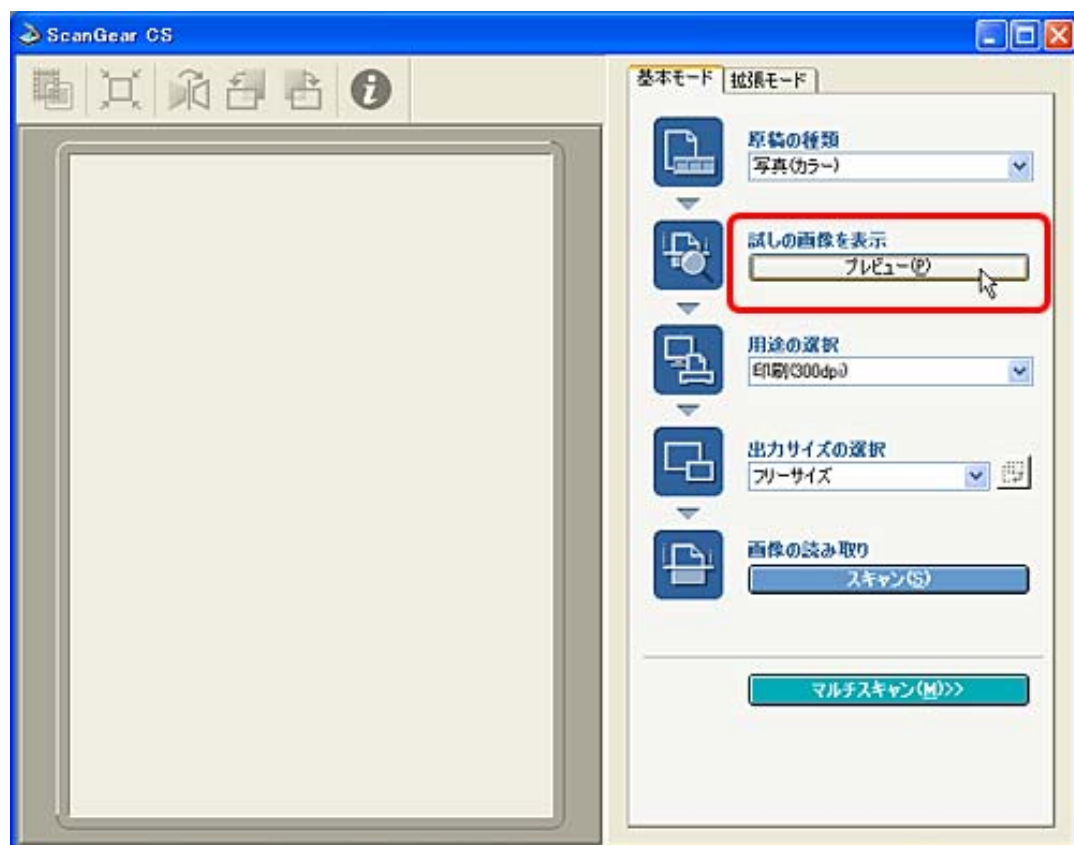 ScanGear CS
基本モード
拡張モード
原稿の種類
写真(カラー)
試しの画像を表示
プレビュー(P)
用途の選択
印刷(300dpi)
出力サイズの選択
フリーサイズ
画像の読み取り
スキャン(S)
マルチスキャン(M)>>